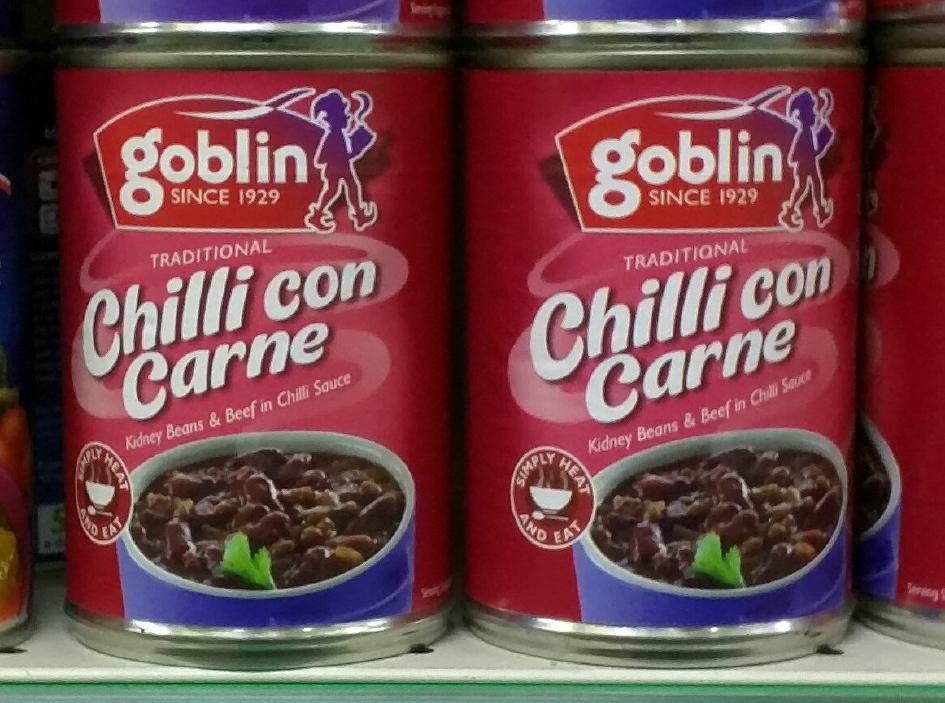 goblin
SINCE 1929
TRADITIONAL
Chilli con
Carne
Kidney Beans & Beef in Chilli Sauce
SIMPLY HEAT
AND EAT
goblin
SINCE 1929
TRADITIONAL
Chilli con
Carne
Kidney Beans & Beef in Chilli Sauce
SIMPLY HEAT
AND EAT
Serving